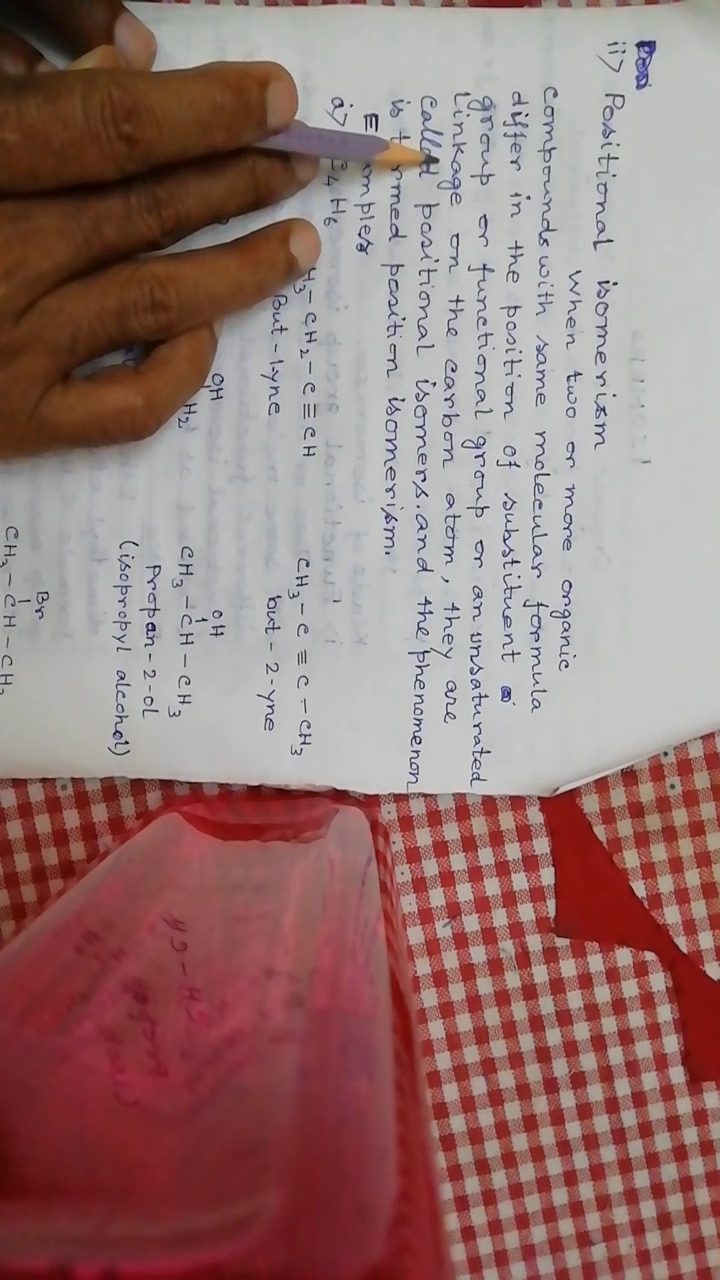 ii) Positional isomerism
When two or more organic
compounds with same molecular formula
differ in the position of substituent
group or functional group or an unsaturated
linkage on the carbon atom, they are
called positional isomers. and the phenomenon
is position isomerism.
C4H6
H3-CH2-C≡CH CH3-C≡C-CH3
But-1-yne but-2-yne
OH OH
H2 CH3-CH-CH3
Propan-2-ol
(isopropyl alcohol)
Br
CH3-CH-CH3